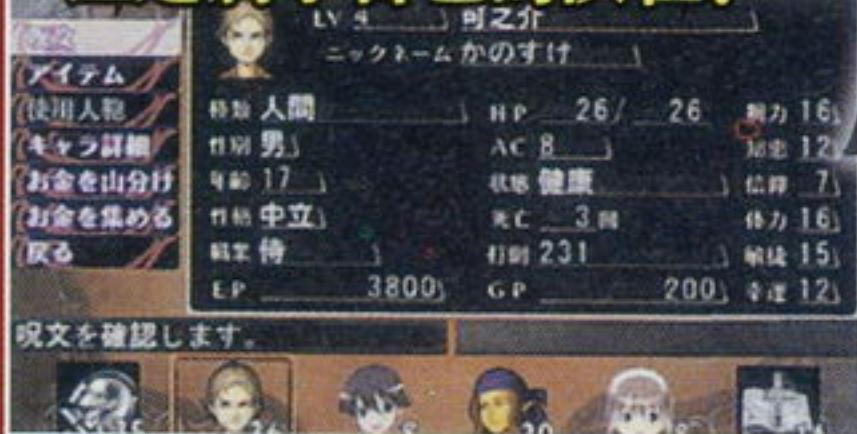 LV 4 可之介
ニックネーム かのすけ
呪文
アイテム
使用人鞄
キャラ詳細
お金を山分け
お金を集める
戻る
種類 人間
性別 男
年齢 17
性格 中立
職業 侍
EP 3800
HP 26/ 26
AC 8
状態 健康
死亡 3回
打倒 231
GP 200
腕力 16
知恵 12
信仰 7
体力 16
敏捷 15
幸運 12
呪文を確認します。